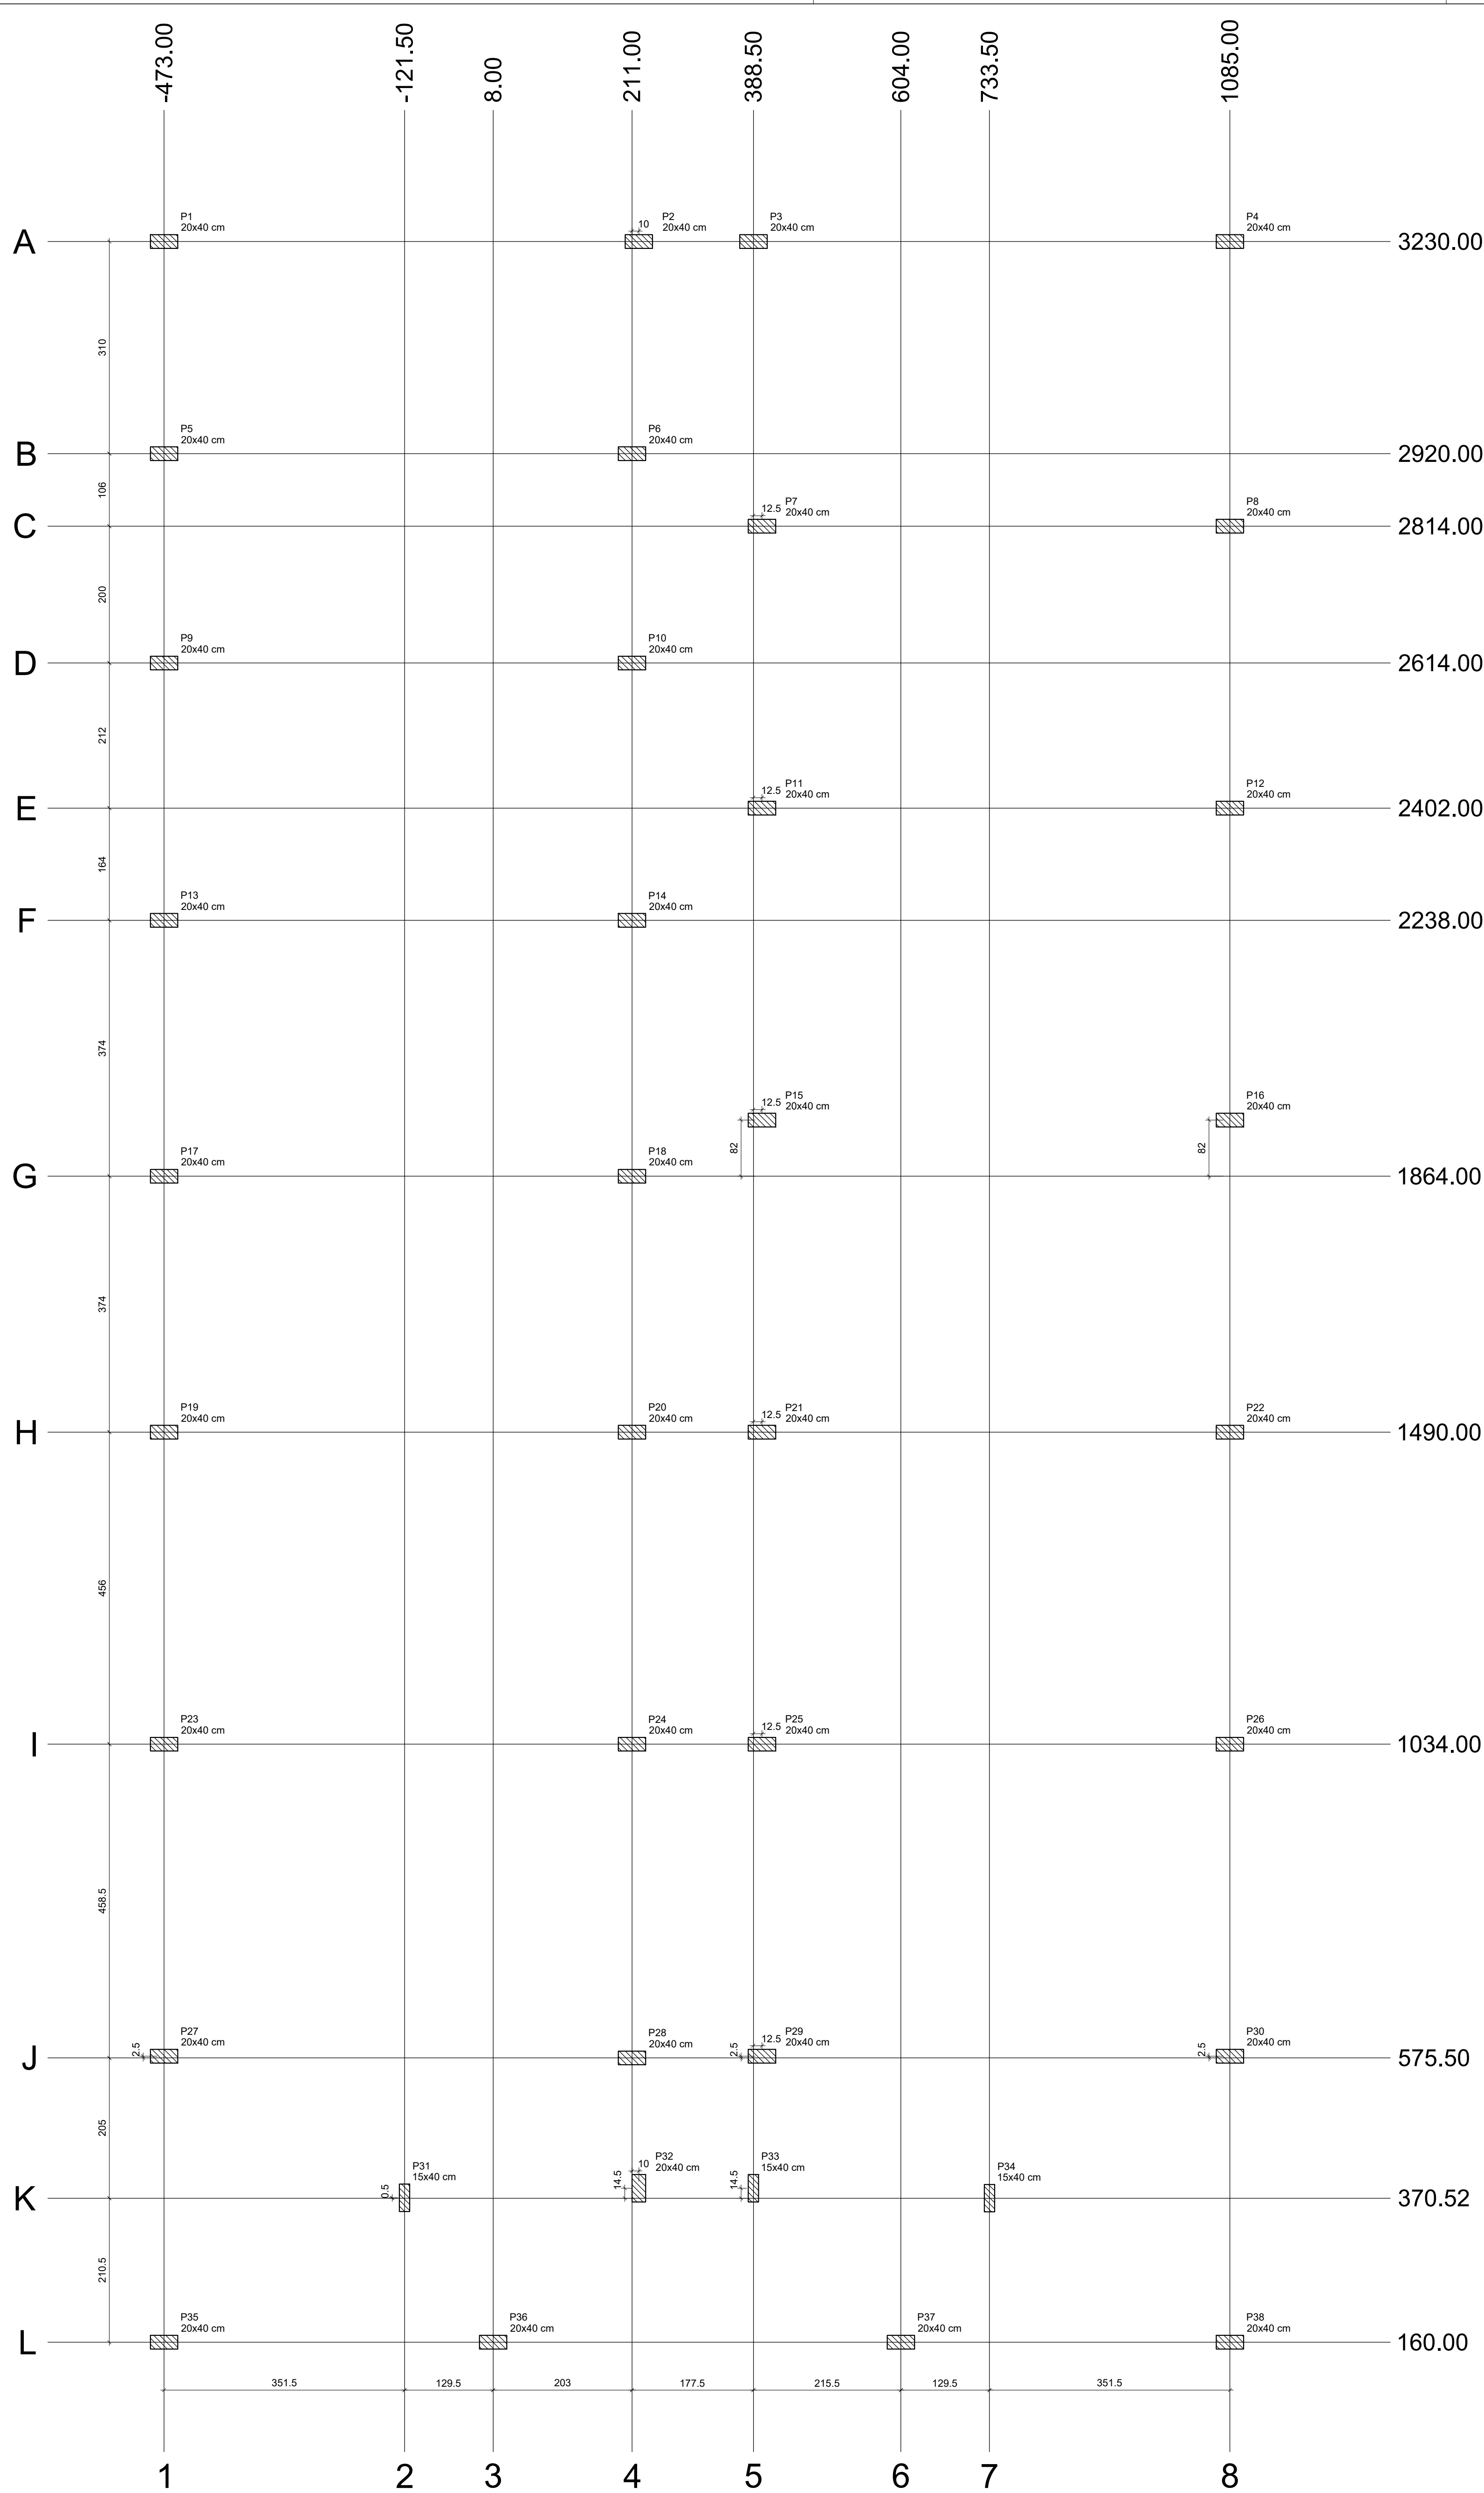 -473.00
-121.50
8.00
211.00
388.50
604.00
733.50
1085.00
P1
20x40 cm
10
P2
20x40 cm
P3
20x40 cm
P4
20x40 cm
A
3230.00
310
P5
20x40 cm
P6
20x40 cm
B
2920.00
106
12.5
P7
20x40 cm
P8
20x40 cm
C
2814.00
200
P9
20x40 cm
P10
20x40 cm
D
2614.00
212
12.5
P11
20x40 cm
P12
20x40 cm
E
2402.00
164
P13
20x40 cm
P14
20x40 cm
F
2238.00
374
12.5
P15
20x40 cm
82
P16
20x40 cm
82
P17
20x40 cm
P18
20x40 cm
G
1864.00
374
P19
20x40 cm
P20
20x40 cm
12.5
P21
20x40 cm
P22
20x40 cm
H
1490.00
456
P23
20x40 cm
P24
20x40 cm
12.5
P25
20x40 cm
P26
20x40 cm
I
1034.00
458.5
2.5
P27
20x40 cm
P28
20x40 cm
2.5
12.5
P29
20x40 cm
2.5
P30
20x40 cm
J
575.50
205
0.5
P31
15x40 cm
14.5
10
P32
20x40 cm
14.5
P33
15x40 cm
P34
15x40 cm
K
370.52
210.5
P35
20x40 cm
P36
20x40 cm
P37
20x40 cm
P38
20x40 cm
L
160.00
351.5
129.5
203
177.5
215.5
129.5
351.5
1
2
3
4
5
6
7
8